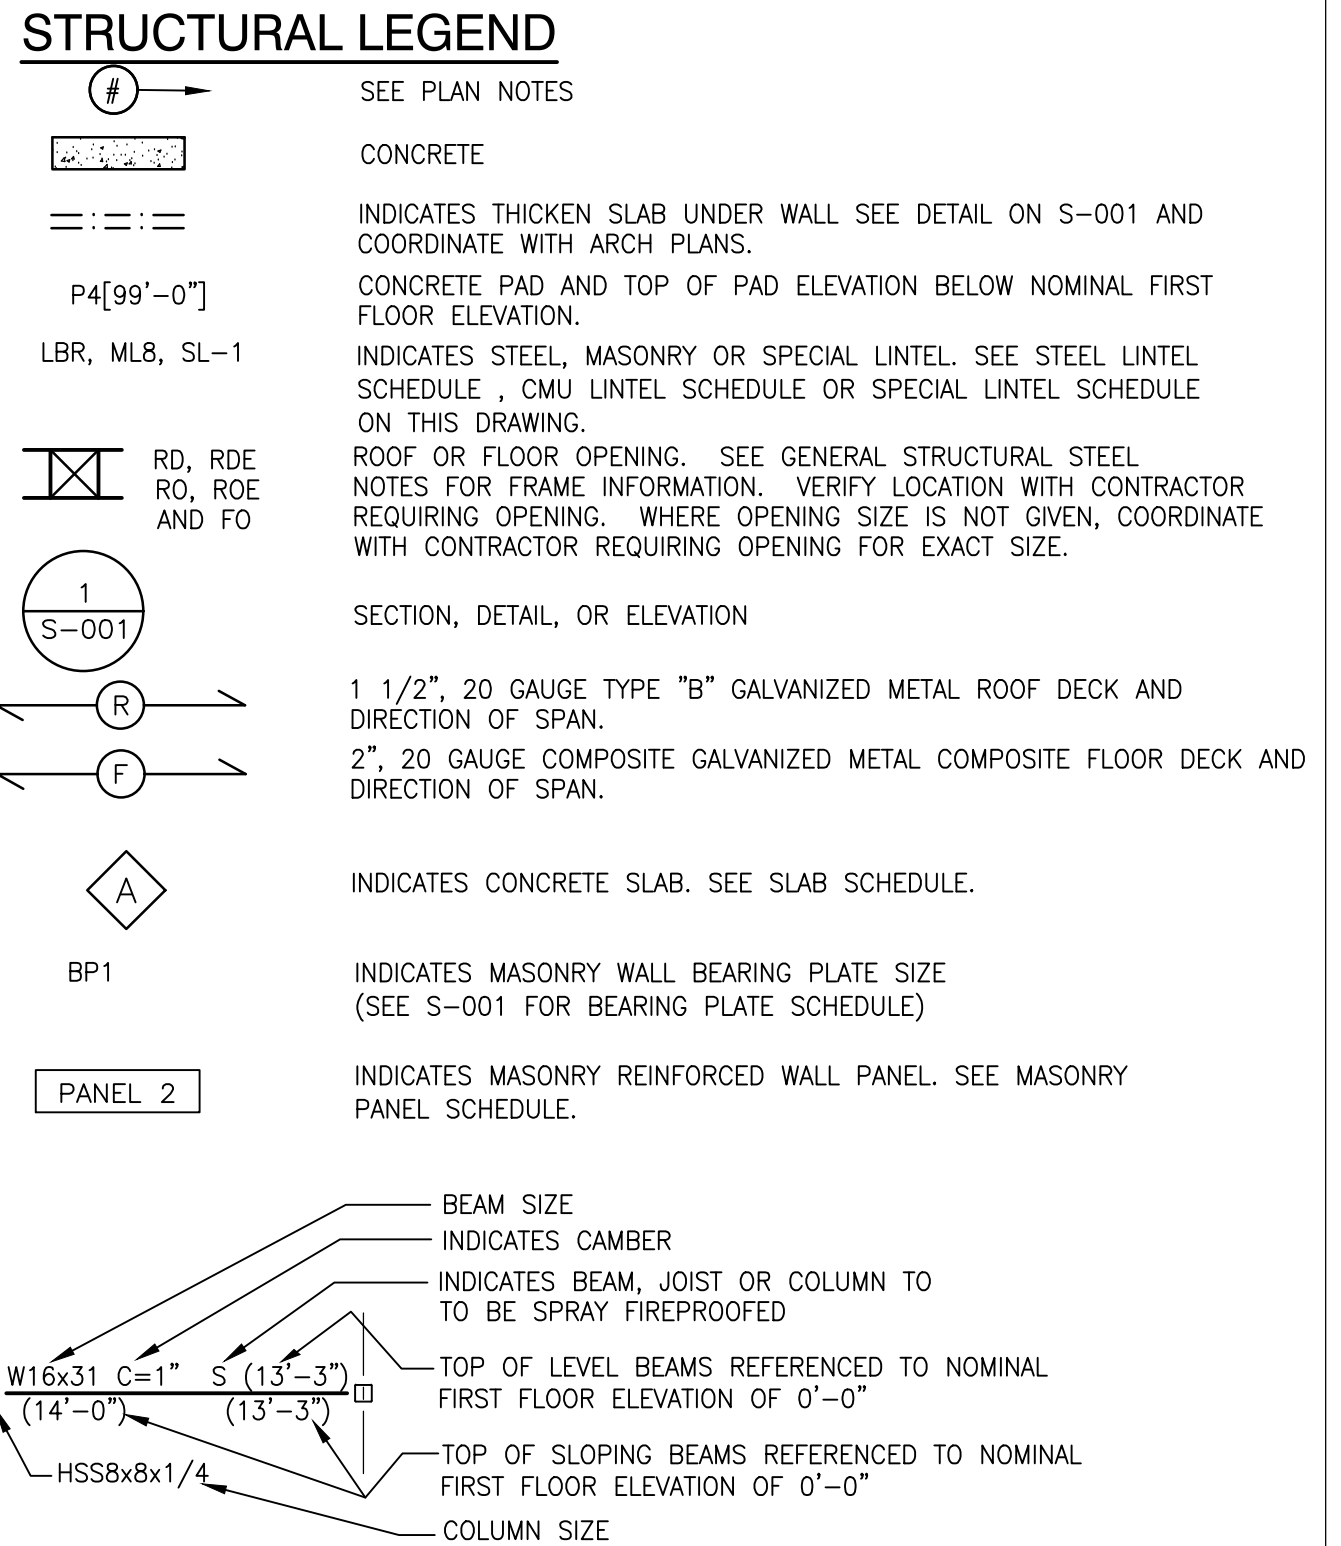 STRUCTURAL LEGEND
# SEE PLAN NOTES
CONCRETE
INDICATES THICKEN SLAB UNDER WALL SEE DETAIL ON S-001 AND
COORDINATE WITH ARCH PLANS.
P4[99'-0"]
CONCRETE PAD AND TOP OF PAD ELEVATION BELOW NOMINAL FIRST
FLOOR ELEVATION.
LBR, ML8, SL-1
INDICATES STEEL, MASONRY OR SPECIAL LINTEL. SEE STEEL LINTEL
SCHEDULE , CMU LINTEL SCHEDULE OR SPECIAL LINTEL SCHEDULE
ON THIS DRAWING.
RD, RDE
RO, ROE
AND FO
ROOF OR FLOOR OPENING. SEE GENERAL STRUCTURAL STEEL
NOTES FOR FRAME INFORMATION. VERIFY LOCATION WITH CONTRACTOR
REQUIRING OPENING. WHERE OPENING SIZE IS NOT GIVEN, COORDINATE
WITH CONTRACTOR REQUIRING OPENING FOR EXACT SIZE.
1
S-001
SECTION, DETAIL, OR ELEVATION
R
1 1/2", 20 GAUGE TYPE "B" GALVANIZED METAL ROOF DECK AND
DIRECTION OF SPAN.
F
2", 20 GAUGE COMPOSITE GALVANIZED METAL COMPOSITE FLOOR DECK AND
DIRECTION OF SPAN.
A
INDICATES CONCRETE SLAB. SEE SLAB SCHEDULE.
BP1
INDICATES MASONRY WALL BEARING PLATE SIZE
(SEE S-001 FOR BEARING PLATE SCHEDULE)
PANEL 2
INDICATES MASONRY REINFORCED WALL PANEL. SEE MASONRY
PANEL SCHEDULE.
BEAM SIZE
INDICATES CAMBER
INDICATES BEAM, JOIST OR COLUMN TO
TO BE SPRAY FIREPROOFED
W16x31 C=1" S (13'-3")
(14'-0") (13'-3")
TOP OF LEVEL BEAMS REFERENCED TO NOMINAL
FIRST FLOOR ELEVATION OF 0'-0"
TOP OF SLOPING BEAMS REFERENCED TO NOMINAL
FIRST FLOOR ELEVATION OF 0'-0"
HSS8x8x1/4
COLUMN SIZE